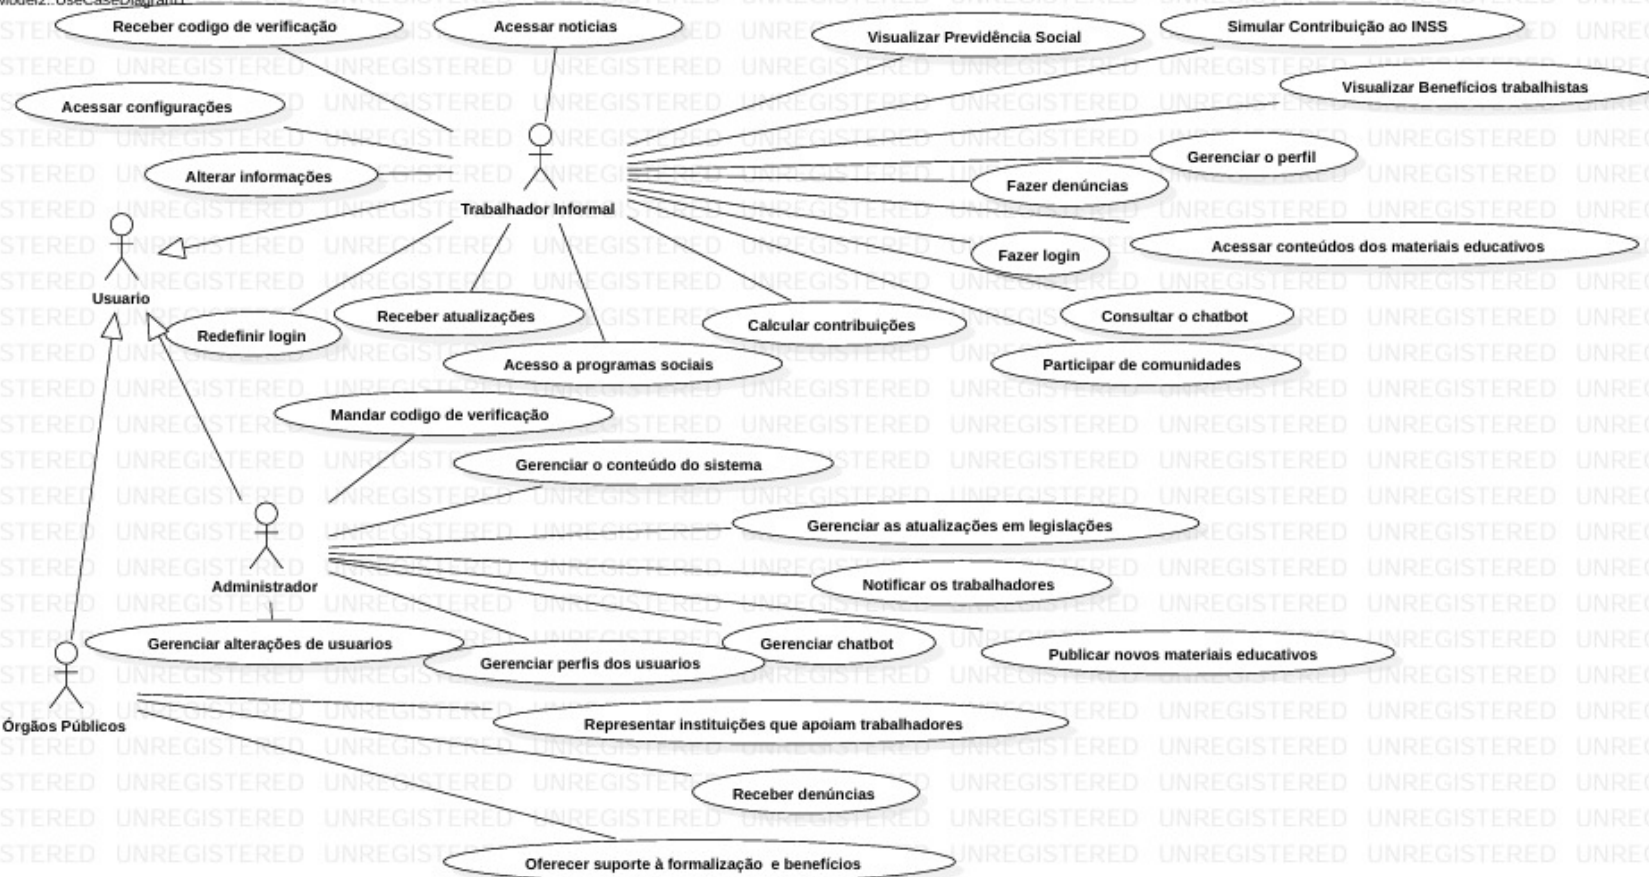 Model2::UseCaseDiagram1
Receber codigo de verificação
Acessar noticias
Visualizar Previdência Social
Simular Contribuição ao INSS
Acessar configurações
Visualizar Benefícios trabalhistas
Alterar informações
Gerenciar o perfil
Fazer denúncias
Trabalhador Informal
Fazer login
Acessar conteúdos dos materiais educativos
Usuario
Redefinir login
Receber atualizações
Calcular contribuições
Consultar o chatbot
Acesso a programas sociais
Participar de comunidades
Mandar codigo de verificação
Gerenciar o conteúdo do sistema
Gerenciar as atualizações em legislações
Administrador
Notificar os trabalhadores
Gerenciar alterações de usuarios
Gerenciar perfis dos usuarios
Gerenciar chatbot
Publicar novos materiais educativos
Órgãos Públicos
Representar instituições que apoiam trabalhadores
Receber denúncias
Oferecer suporte à formalização e benefícios
UNREGISTERED